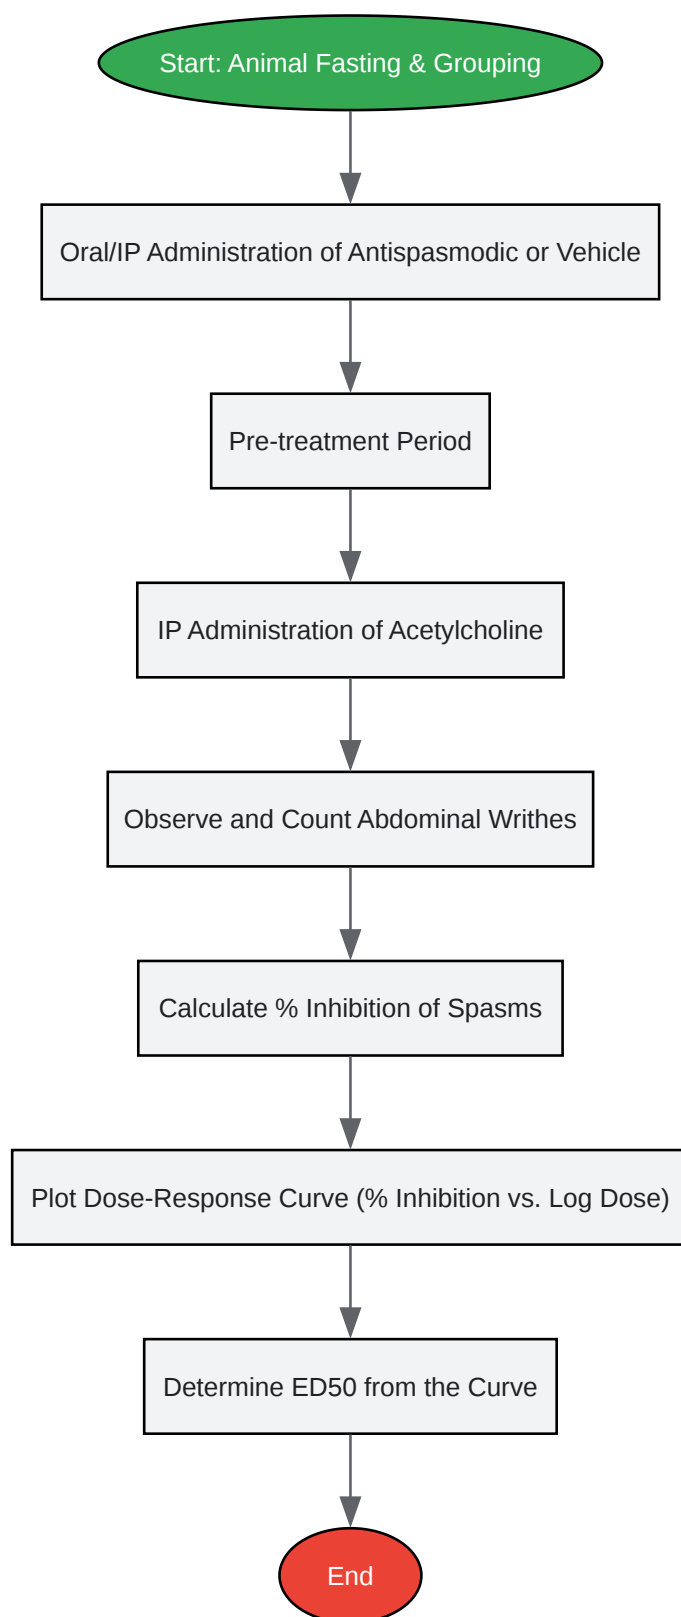 Start: Animal Fasting & Grouping
Oral/IP Administration of Antispasmodic or Vehicle
Pre-treatment Period
IP Administration of Acetylcholine
Observe and Count Abdominal Writhes
Calculate % Inhibition of Spasms
Plot Dose-Response Curve (% Inhibition vs. Log Dose)
Determine ED50 from the Curve
End